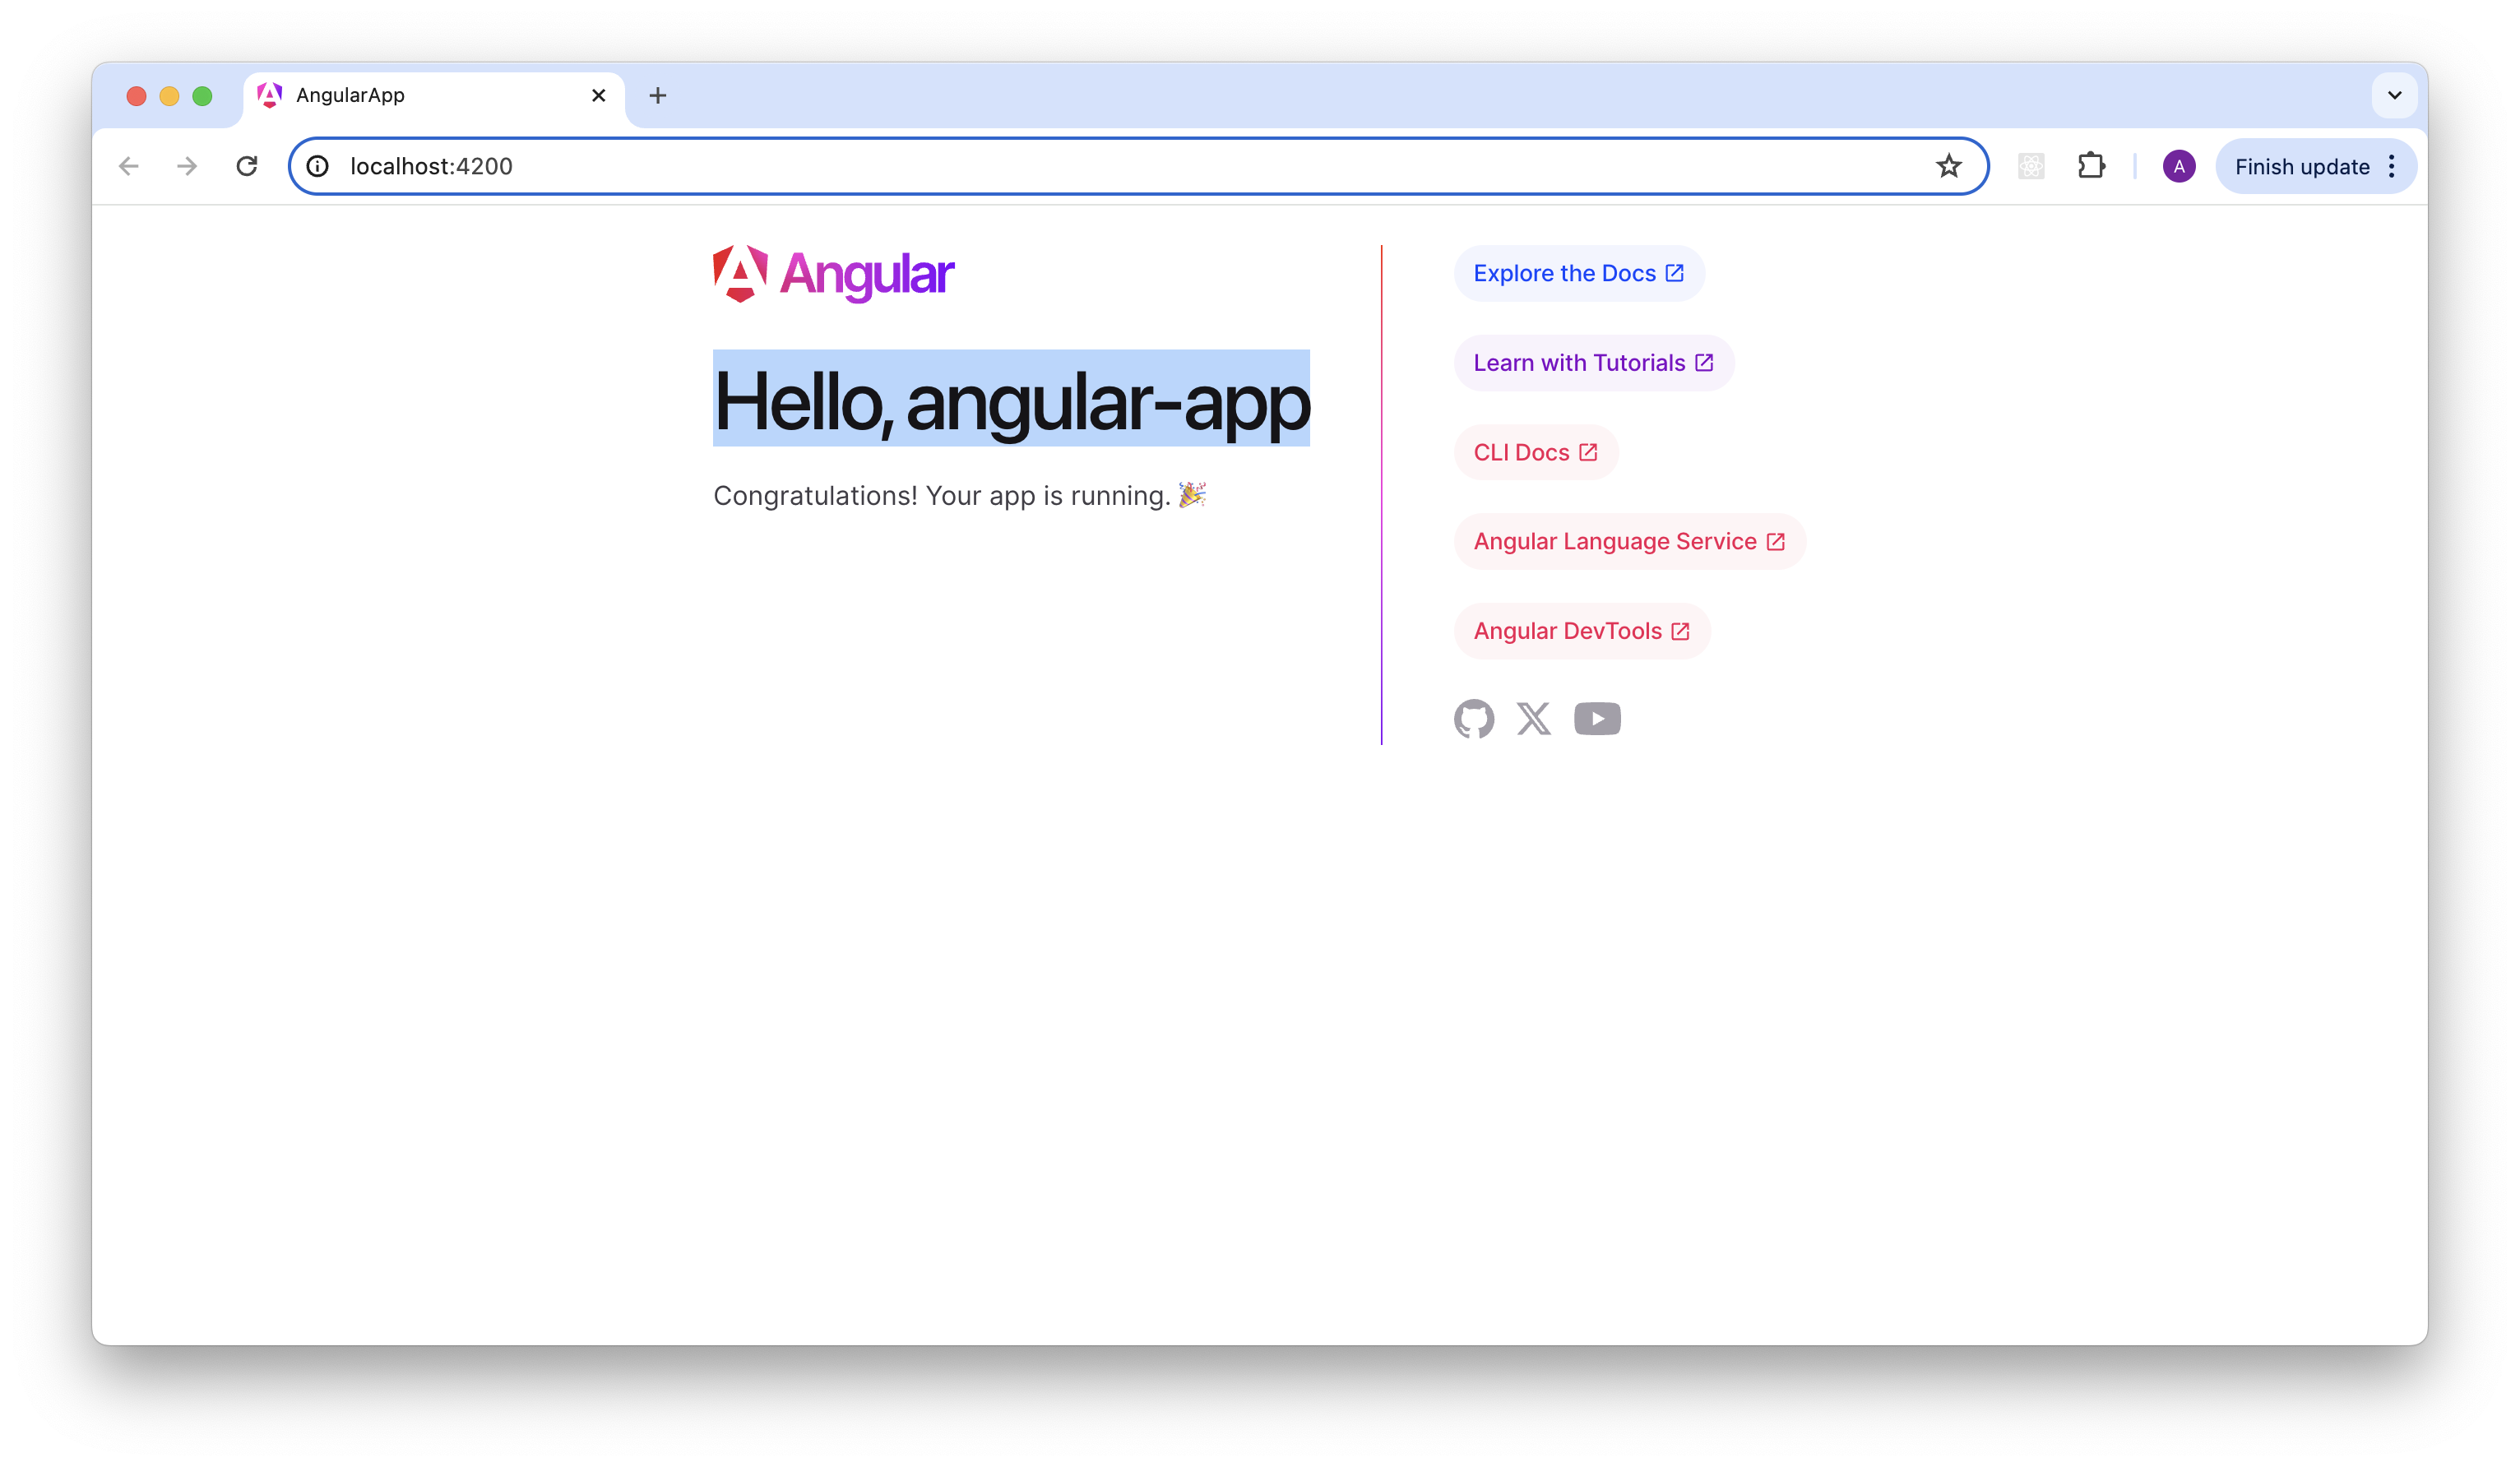 AngularApp
localhost:4200
A
Finish update
Angular
Hello, angular-app
Congratulations! Your app is running. 🎉
Explore the Docs
Learn with Tutorials
CLI Docs
Angular Language Service
Angular DevTools